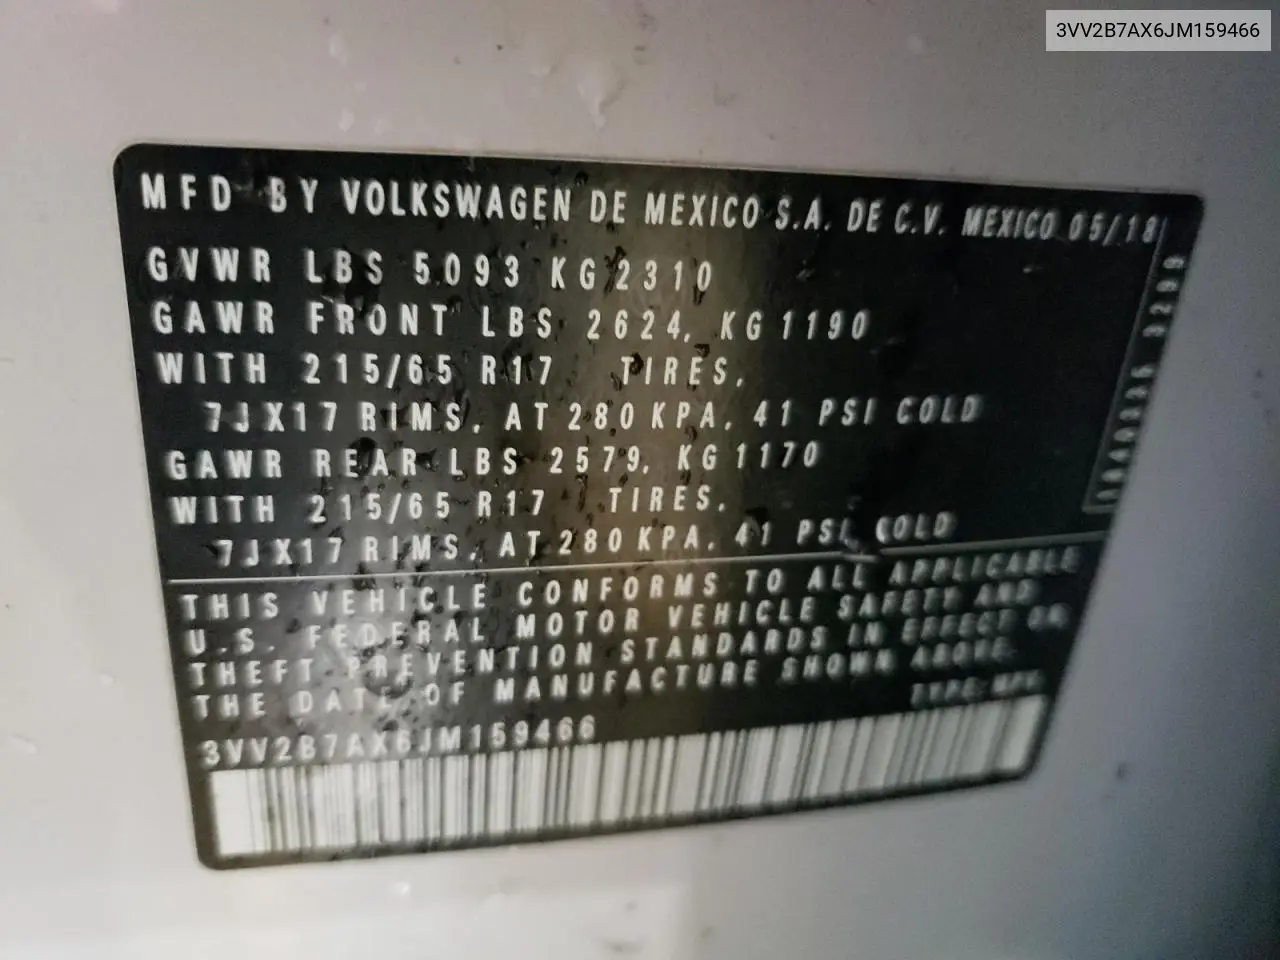 3VV2B7AX6JM159466
MFD BY VOLKSWAGEN DE MEXICO S.A. DE C.V. MEXICO 05/18
GVWR LBS 5093 KG 2310
GAWR FRONT LBS 2624, KG 1190
WITH 215/65 R17 TIRES,
7JX17 RIMS, AT 280 KPA, 41 PSI COLD
GAWR REAR LBS 2579, KG 1170
WITH 215/65 R17 TIRES,
7JX17 RIMS, AT 280 KPA, 41 PSI COLD
THIS VEHICLE CONFORMS TO ALL APPLICABLE
U.S. FEDERAL MOTOR VEHICLE SAFETY AND
THEFT PREVENTION STANDARDS IN EFFECT ON
THE DATE OF MANUFACTURE SHOWN ABOVE.
TYPE: MPV
3VV2B7AX6JM159466